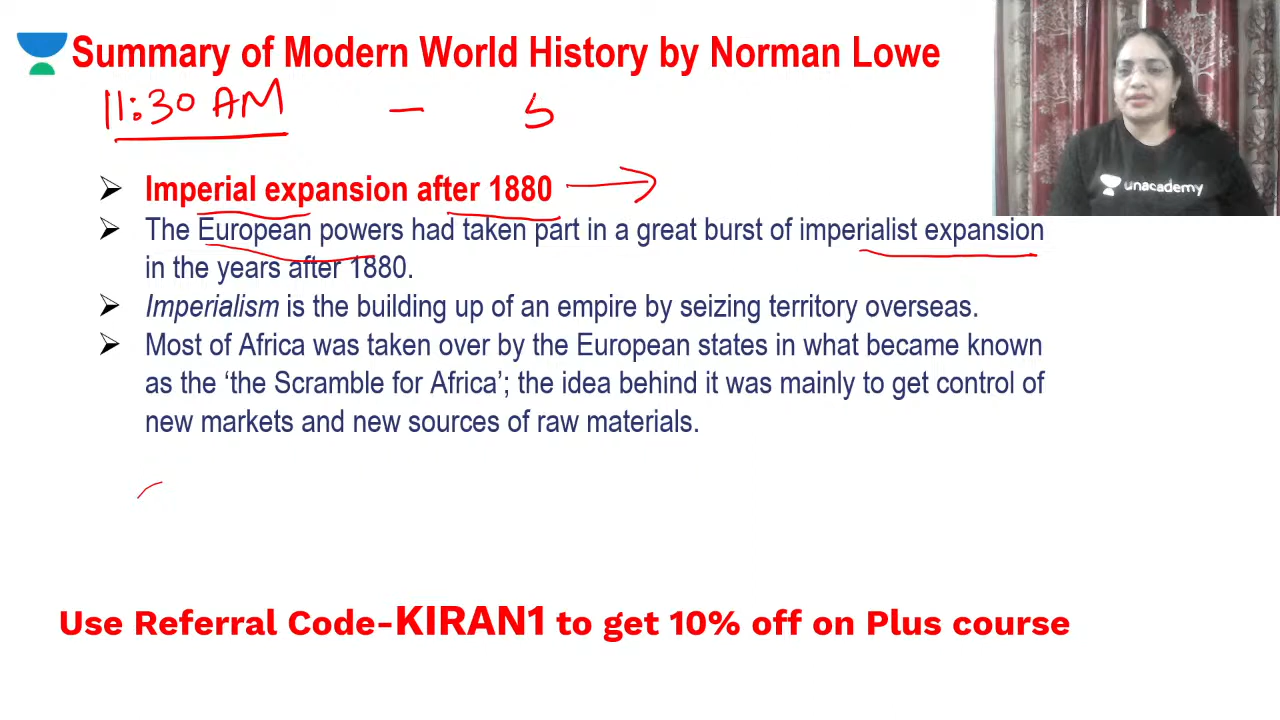 Summary of Modern World History by Norman Lowe
11:30 AM - 5
unacademy
Imperial expansion after 1880
The European powers had taken part in a great burst of imperialist expansion
in the years after 1880.
Imperialism is the building up of an empire by seizing territory overseas.
Most of Africa was taken over by the European states in what became known
as the ‘the Scramble for Africa’; the idea behind it was mainly to get control of
new markets and new sources of raw materials.
Use Referral Code-KIRAN1 to get 10% off on Plus course